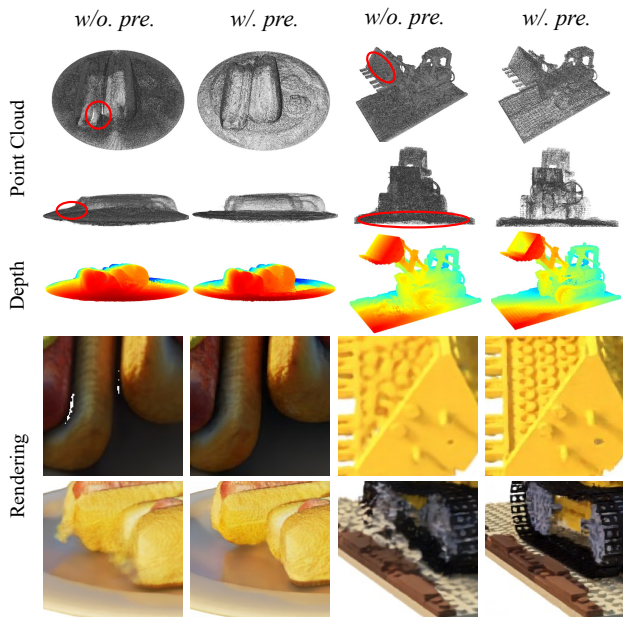 w/o. pre. w/. pre. w/o. pre. w/. pre.
Point Cloud
Depth
Rendering